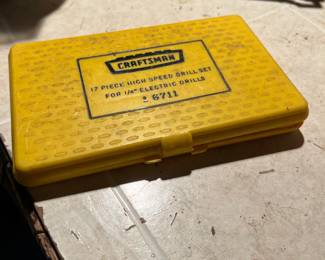 CRAFTSMAN
17 PIECE HIGH SPEED DRILL SET
FOR 1/4" ELECTRIC DRILLS
6711